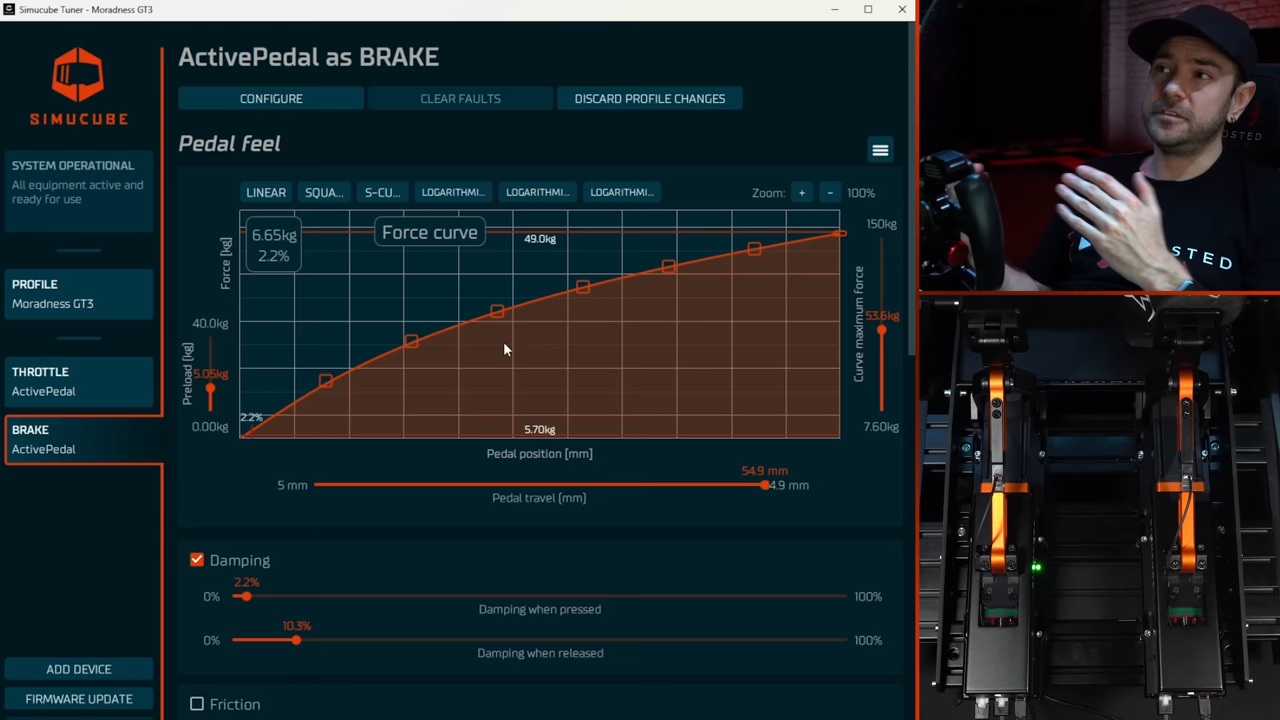 Simucube Tuner - Moradness GT3
SIMUCUBE
SYSTEM OPERATIONAL
All equipment active and
ready for use
PROFILE
Moradness GT3
THROTTLE
ActivePedal
BRAKE
ActivePedal
ADD DEVICE
FIRMWARE UPDATE
ActivePedal as BRAKE
CONFIGURE
CLEAR FAULTS
DISCARD PROFILE CHANGES
Pedal feel
LINEAR
SQUA...
S-CU...
LOGARITHMI...
LOGARITHMI...
LOGARITHMI...
Zoom:
+
-
100%
6.65kg
2.2%
Force curve
49.0kg
150kg
Force [kg]
40.0kg
Preload [kg]
5.05kg
0.00kg
2.2%
5.70kg
Curve maximum force
53.6kg
7.60kg
Pedal position [mm]
54.9 mm
5 mm
4.9 mm
Pedal travel [mm]
Damping
2.2%
0%
100%
Damping when pressed
10.3%
0%
100%
Damping when released
Friction